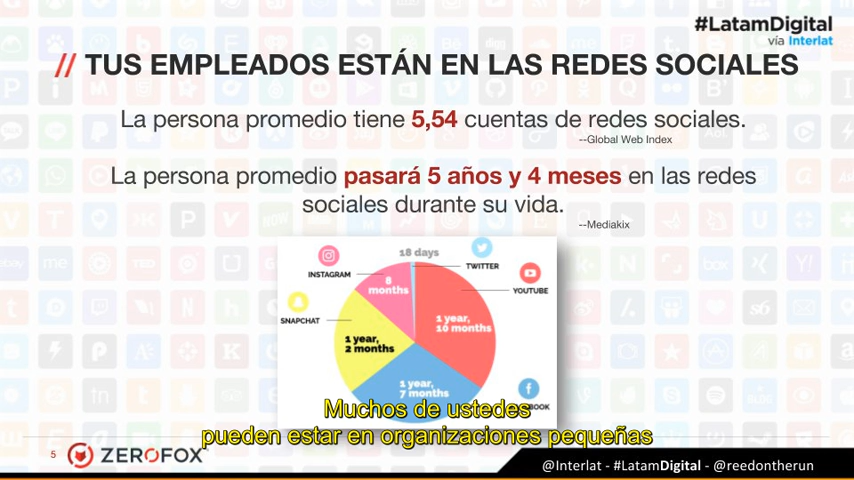 #LatamDigital
vía Interlat
// TUS EMPLEADOS ESTÁN EN LAS REDES SOCIALES
La persona promedio tiene 5,54 cuentas de redes sociales.
--Global Web Index
La persona promedio pasará 5 años y 4 meses en las redes
sociales durante su vida.
--Mediakix
18 days
TWITTER
INSTAGRAM
8
months
YOUTUBE
SNAPCHAT
1 year,
10 months
1 year,
2 months
1 year,
7 months
Muchos de ustedes
pueden estar en organizaciones pequeñas
5
ZEROFOX
@Interlat - #LatamDigital - @reedontherun